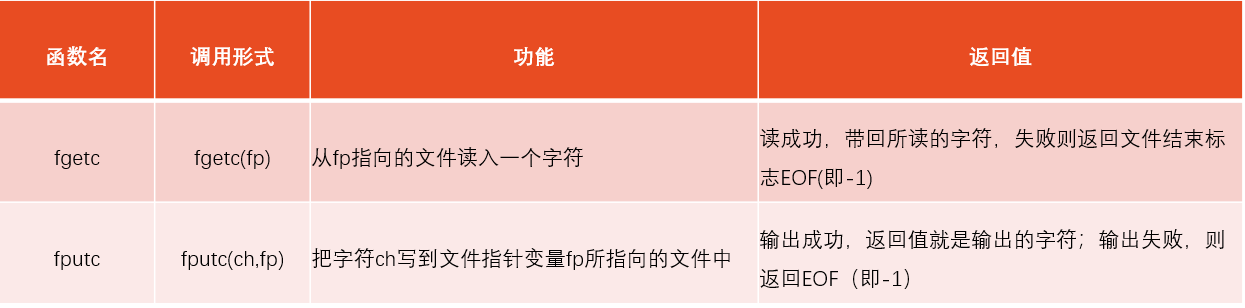 函数名 调用形式 功能 返回值
fgetc fgetc(fp) 从fp指向的文件读入一个字符 读成功，带回所读的字符，失败则返回文件结束标
志EOF(即-1)
fputc fputc(ch,fp) 把字符ch写到文件指针变量fp所指向的文件中 输出成功，返回值就是输出的字符；输出失败，则
返回EOF（即-1）